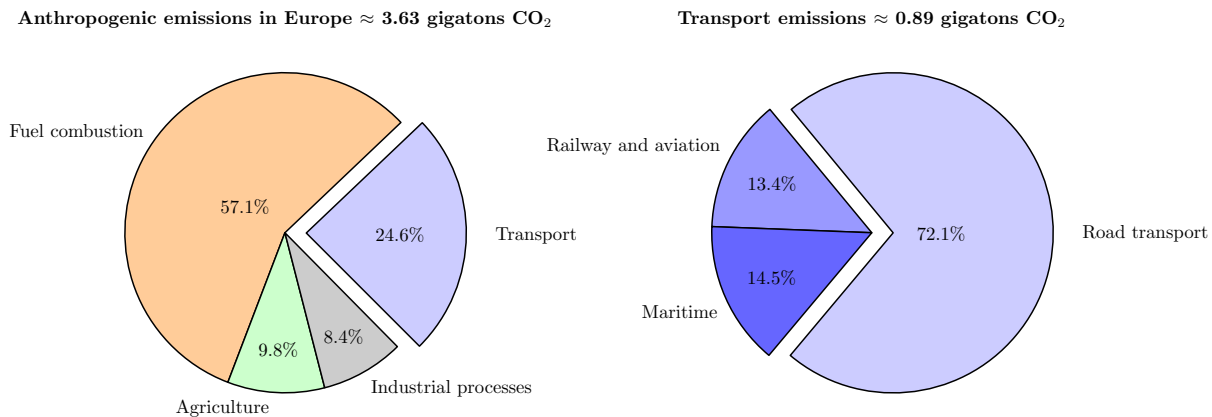 Anthropogenic emissions in Europe ≈ 3.63 gigatons CO₂
Fuel combustion
57.1%
24.6%
Transport
8.4%
9.8%
Industrial processes
Agriculture
Transport emissions ≈ 0.89 gigatons CO₂
Railway and aviation
13.4%
72.1%
Road transport
14.5%
Maritime